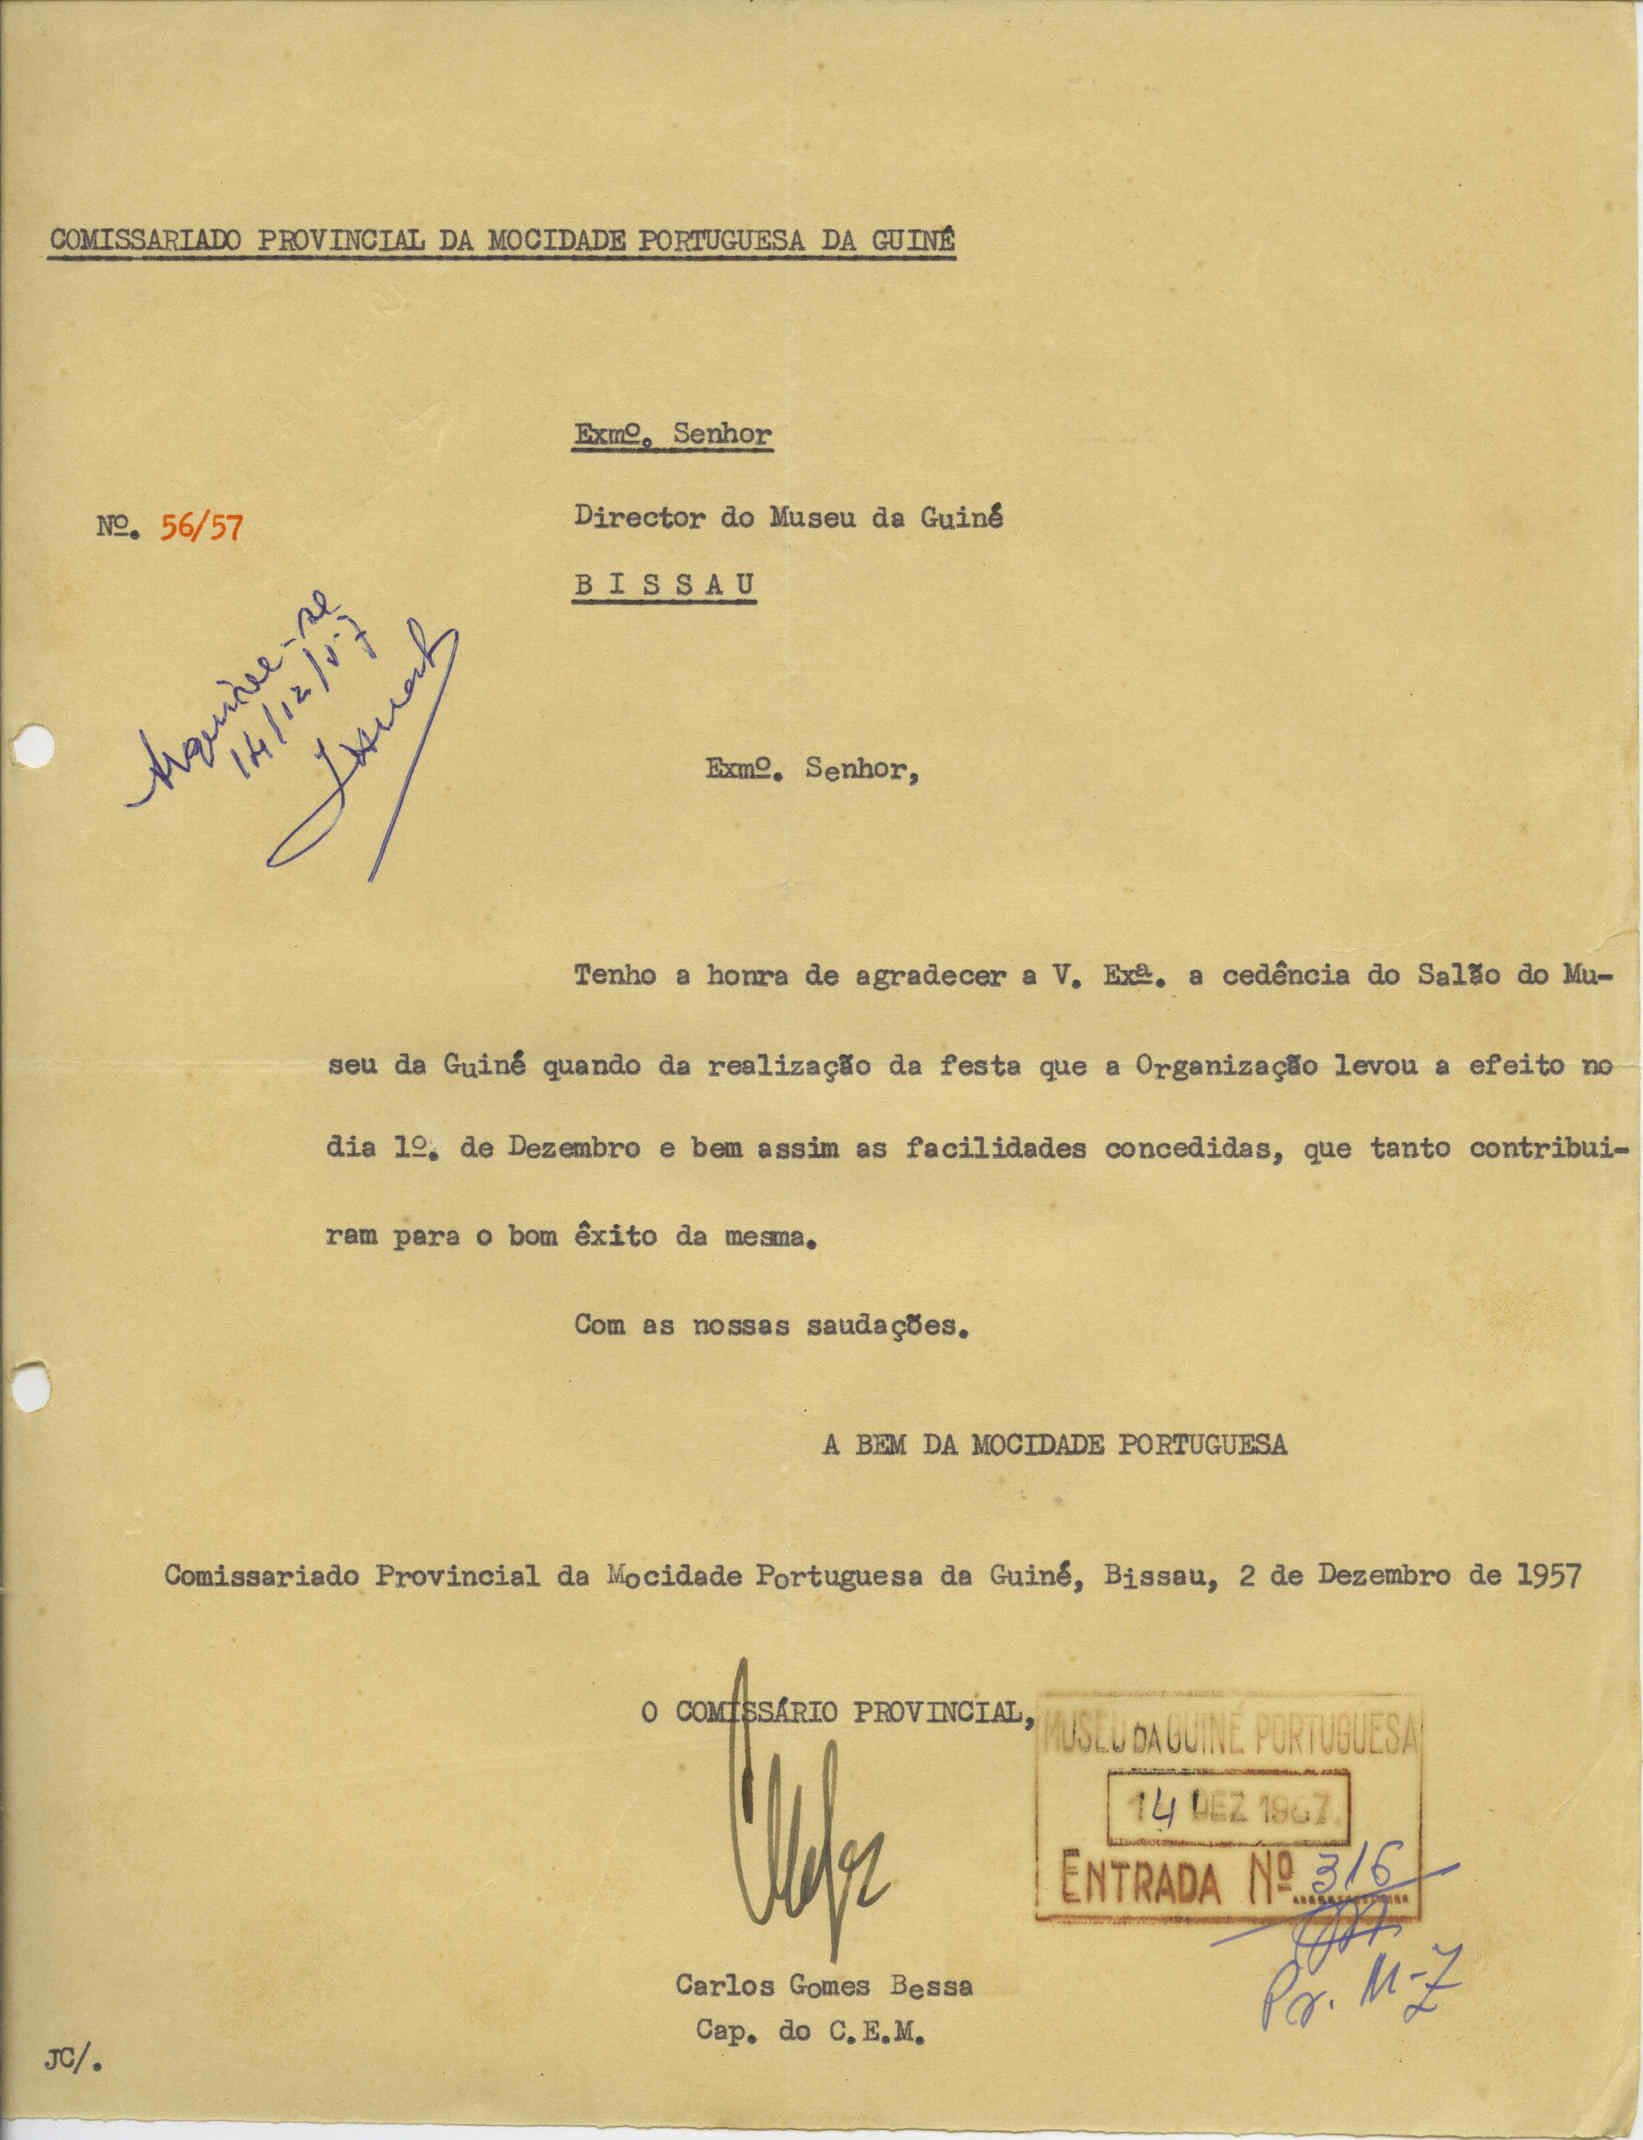 COMISSARIADO PROVINCIAL DA MOCIDADE PORTUGUESA DA GUINÉ
Exmº. Senhor
Nº. 56/57
Director do Museu da Guiné
B I S S A U
Arquive-se
14/12/57
Exmº. Senhor,
Tenho a honra de agradecer a V. Exª. a cedência do Salão do Mu-
seu da Guiné quando da realização da festa que a Organização levou a efeito no
dia 1º. de Dezembro e bem assim as facilidades concedidas, que tanto contribui-
ram para o bom êxito da mesma.
Com as nossas saudações.
A BEM DA MOCIDADE PORTUGUESA
Comissariado Provincial da Mocidade Portuguesa da Guiné, Bissau, 2 de Dezembro de 1957
O COMISSÁRIO PROVINCIAL,
MUSEU DA GUINÉ PORTUGUESA
14 DEZ 1957
ENTRADA Nº 316
Pr. M-7
Carlos Gomes Bessa
Cap. do C.E.M.
JC/.